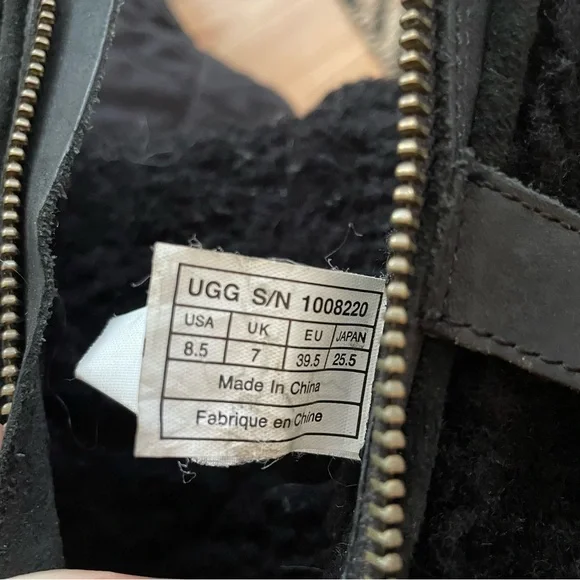 UGG S/N 1008220
USA UK EU JAPAN
8.5 7 39.5 25.5
Made In China
Fabrique en Chine